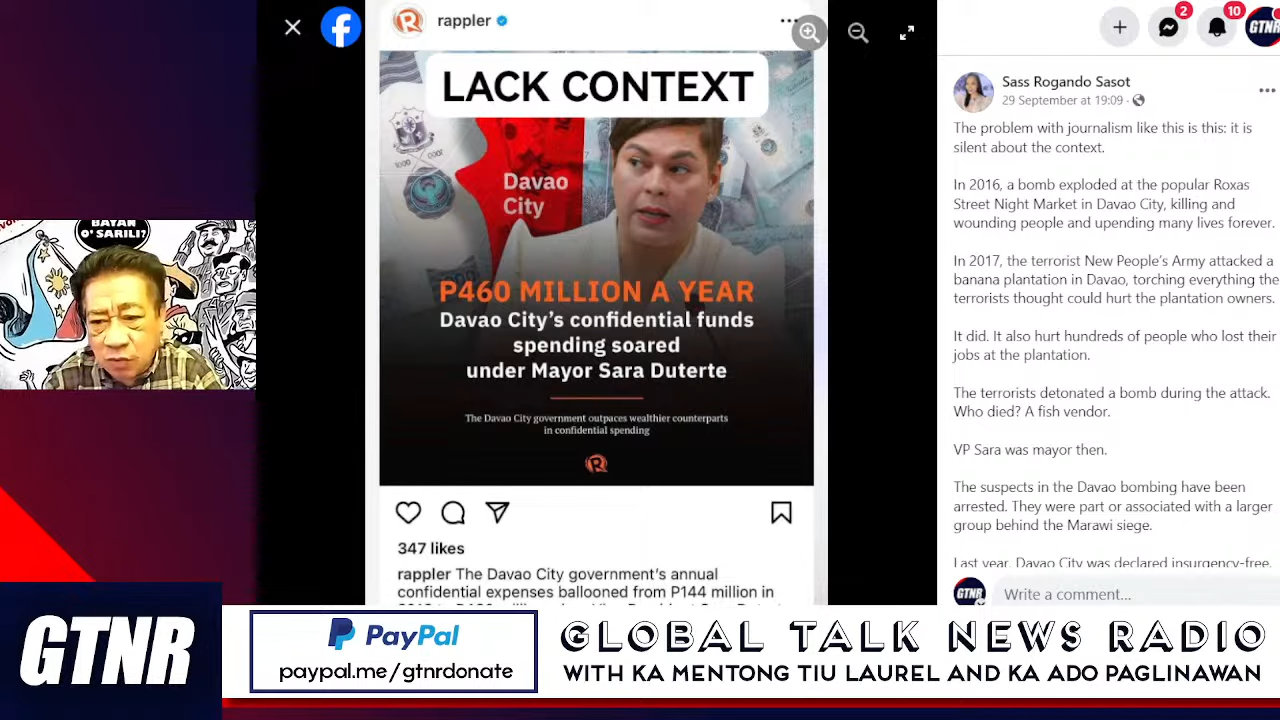 rappler
LACK CONTEXT
Davao
City
P460 MILLION A YEAR
Davao City's confidential funds
spending soared
under Mayor Sara Duterte
The Davao City government outpaces wealthier counterparts
in confidential spending
347 likes
rappler The Davao City government's annual
confidential expenses ballooned from P144 million in
2
10
GTNR
Sass Rogando Sasot
29 September at 19:09
The problem with journalism like this is this: it is
silent about the context.
In 2016, a bomb exploded at the popular Roxas
Street Night Market in Davao City, killing and
wounding people and upending many lives forever.
In 2017, the terrorist New People's Army attacked a
banana plantation in Davao, torching everything the
terrorists thought could hurt the plantation owners.
It did. It also hurt hundreds of people who lost their
jobs at the plantation.
The terrorists detonated a bomb during the attack.
Who died? A fish vendor.
VP Sara was mayor then.
The suspects in the Davao bombing have been
arrested. They were part or associated with a larger
group behind the Marawi siege.
Last year, Davao City was declared insurgency-free.
GTNR
Write a comment...
BAYAN
O' SARILI?
GTNR
PayPal
paypal.me/gtnrdonate
GLOBAL TALK NEWS RADIO
WITH KA MENTONG TIU LAUREL AND KA ADO PAGLINAWAN